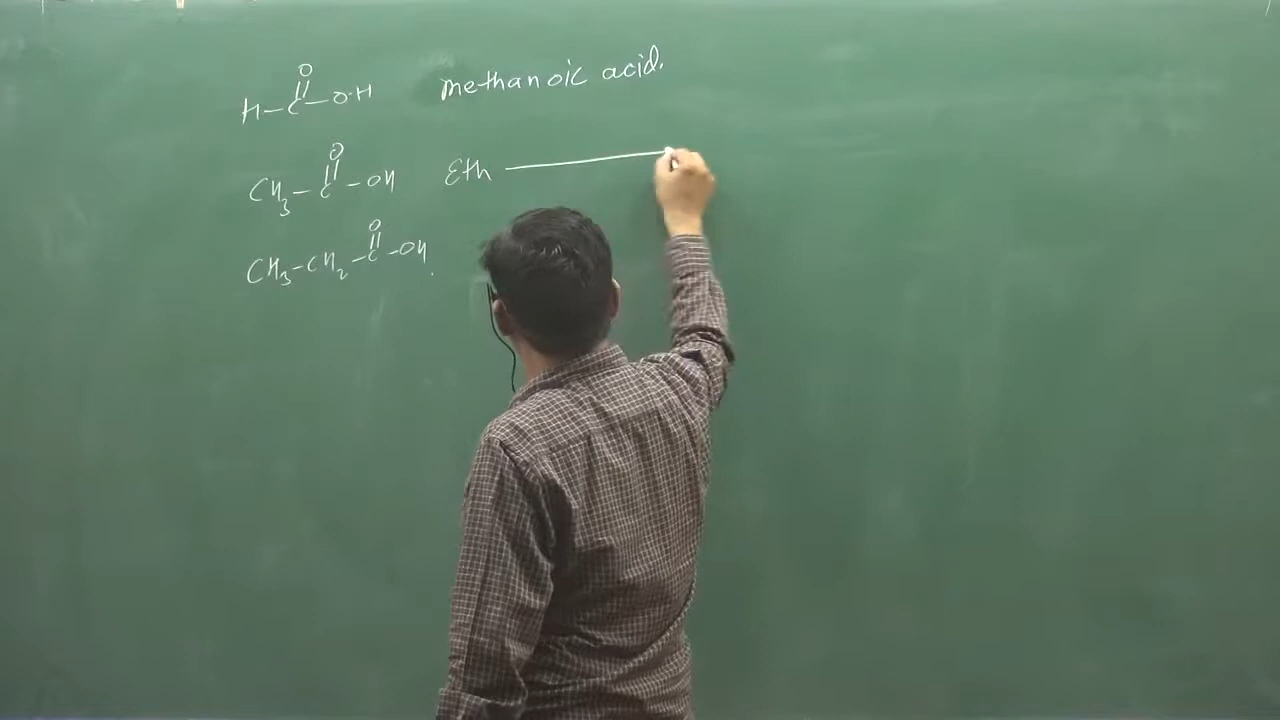 O
H-C-O-H methanoic acid.
O
CH3-C-OH Eth ———
O
CH3-CH2-C-OH.